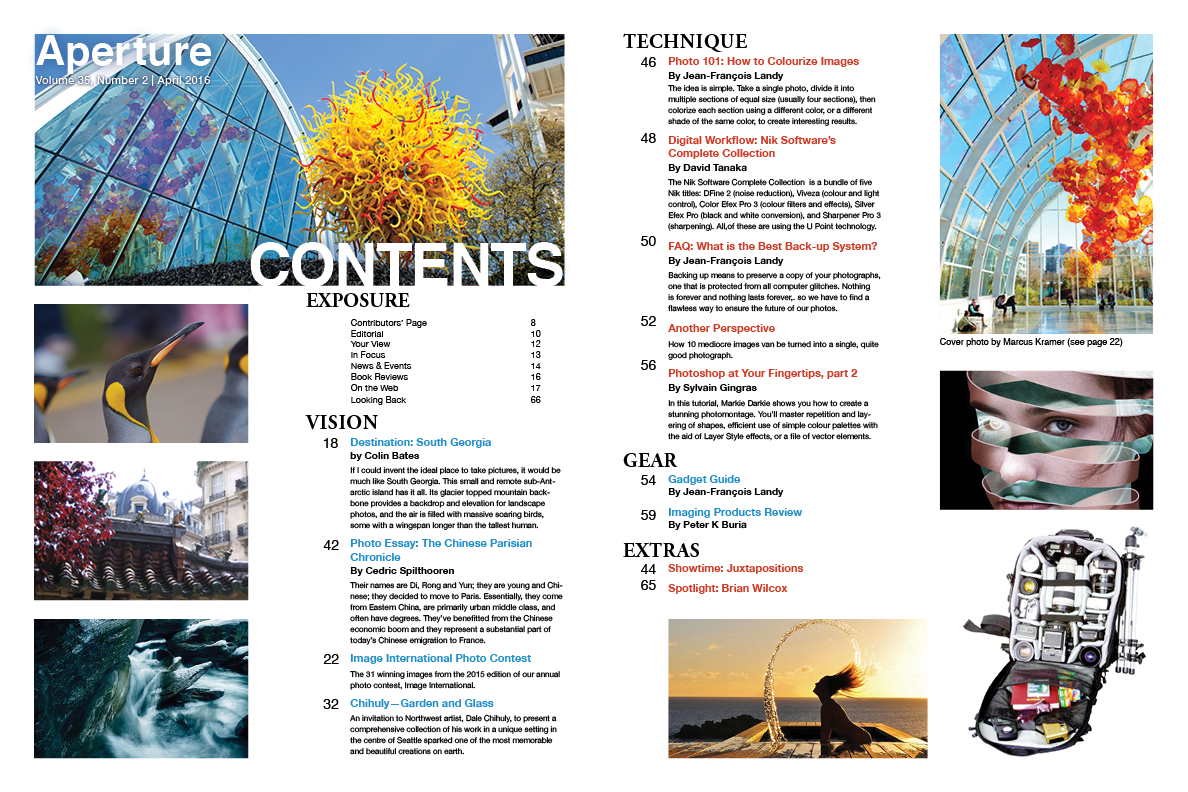 Aperture
Volume 35, Number 2 | April 2016
CONTENTS
EXPOSURE
Contributors' Page 8
Editorial 10
Your View 12
In Focus 13
News & Events 14
Book Reviews 16
On the Web 17
Looking Back 66
VISION
18 Destination: South Georgia
by Colin Bates
If I could invent the ideal place to take pictures, it would be
much like South Georgia. This small and remote sub-Ant-
arctic island has it all. Its glacier topped mountain back-
bone provides a backdrop and elevation for landscape
photos, and the air is filled with massive soaring birds,
some with a wingspan longer than the tallest human.
42 Photo Essay: The Chinese Parisian
Chronicle
By Cedric Spilthooren
Their names are Di, Rong and Yun; they are young and Chi-
nese; they decided to move to Paris. Essentially, they come
from Eastern China, are primarily urban middle class, and
often have degrees. They've benefitted from the Chinese
economic boom and they represent a substantial part of
today's Chinese emigration to France.
22 Image International Photo Contest
The 31 winning images from the 2015 edition of our annual
photo contest, Image International.
32 Chihuly—Garden and Glass
An invitation to Northwest artist, Dale Chihuly, to present a
comprehensive collection of his work in a unique setting in
the centre of Seattle sparked one of the most memorable
and beautiful creations on earth.
TECHNIQUE
46 Photo 101: How to Colourize Images
By Jean-François Landy
The idea is simple. Take a single photo, divide it into
multiple sections of equal size (usually four sections), then
colorize each section using a different color, or a different
shade of the same color, to create interesting results.
48 Digital Workflow: Nik Software's
Complete Collection
By David Tanaka
The Nik Software Complete Collection is a bundle of five
Nik titles: DFine 2 (noise reduction), Viveza (colour and light
control), Color Efex Pro 3 (colour filters and effects), Silver
Efex Pro (black and white conversion), and Sharpener Pro 3
(sharpening). All,of these are using the U Point technology.
50 FAQ: What is the Best Back-up System?
By Jean-François Landy
Backing up means to preserve a copy of your photographs,
one that is protected from all computer glitches. Nothing
is forever and nothing lasts forever,. so we have to find a
flawless way to ensure the future of our photos.
52 Another Perspective
How 10 mediocre images van be turned into a single, quite
good photograph.
56 Photoshop at Your Fingertips, part 2
By Sylvain Gingras
In this tutorial, Markie Darkie shows you how to create a
stunning photomontage. You'll master repetition and lay-
ering of shapes, efficient use of simple colour palettes with
the aid of Layer Style effects, or a file of vector elements.
GEAR
54 Gadget Guide
By Jean-François Landy
59 Imaging Products Review
By Peter K Buria
EXTRAS
44 Showtime: Juxtapositions
65 Spotlight: Brian Wilcox
Cover photo by Marcus Kramer (see page 22)